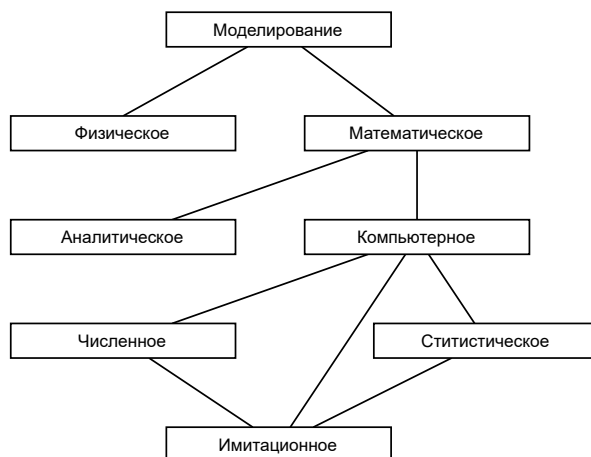 Моделирование
Физическое
Математическое
Аналитическое
Компьютерное
Численное
Ститистическое
Имитационное